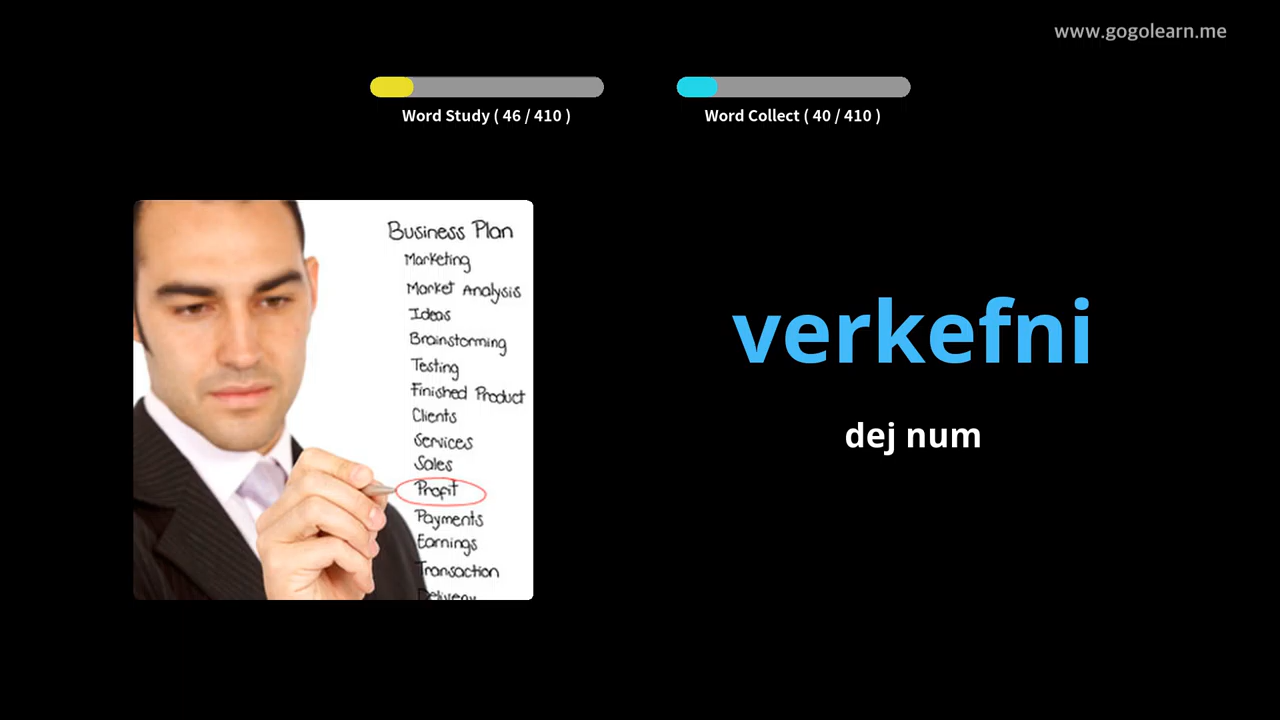 www.gogolearn.me
Word Study ( 46 / 410 )
Word Collect ( 40 / 410 )
Business Plan
Marketing
Market Analysis
Ideas
Brainstorming
Testing
Finished Product
Clients
Services
Sales
Profit
Payments
Earnings
Transaction
Delivery
verkefni
dej num